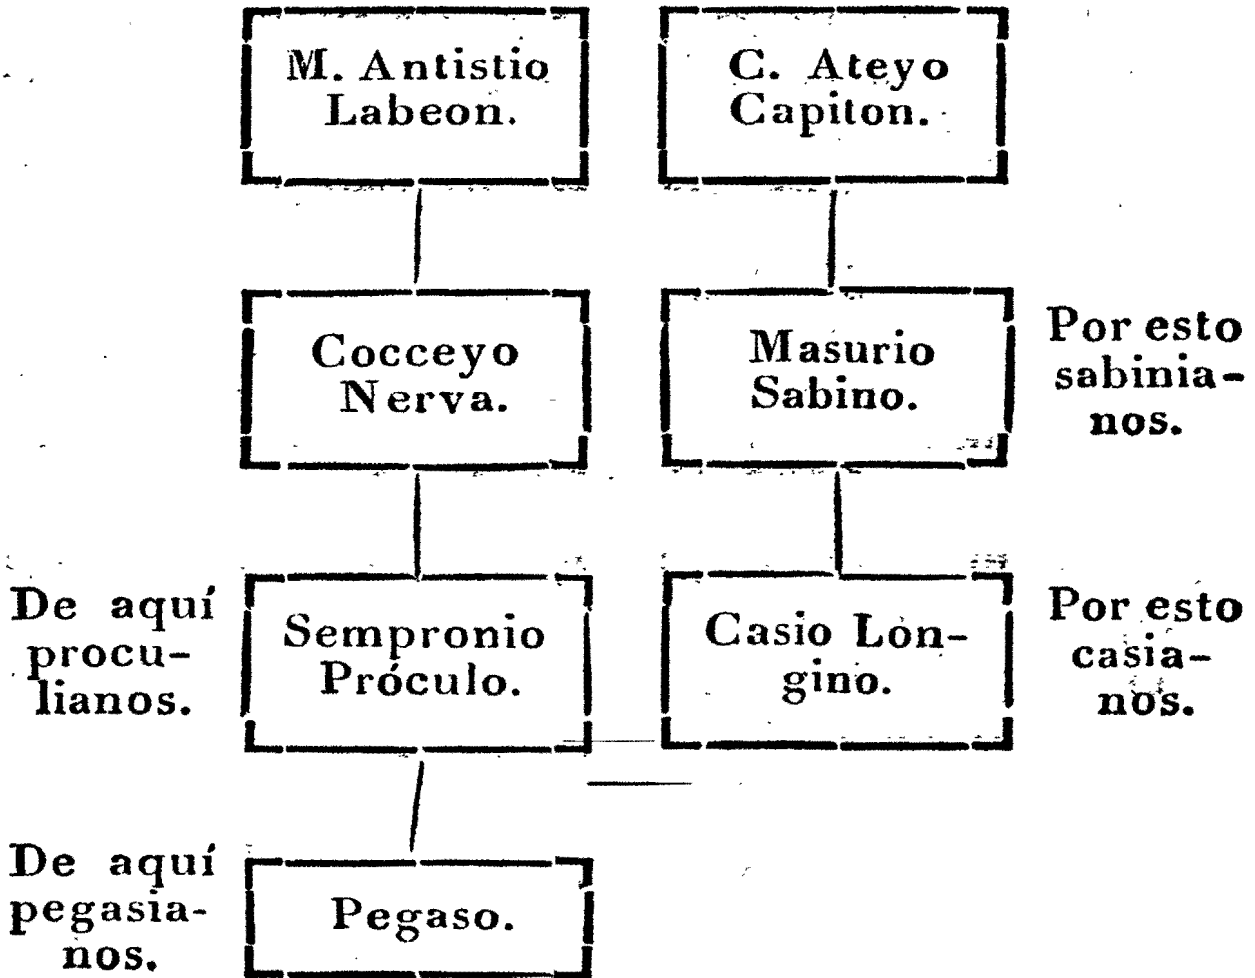 M. Antistio
Labeon.
C. Ateyo
Capiton.
Cocceyo
Nerva.
Masurio
Sabino.
Por esto
sabinia-
nos.
De aquí
procu-
lianos.
Sempronio
Próculo.
Casio Lon-
gino.
Por esto
casia-
nos.
De aquí
pegasia-
nos.
Pegaso.